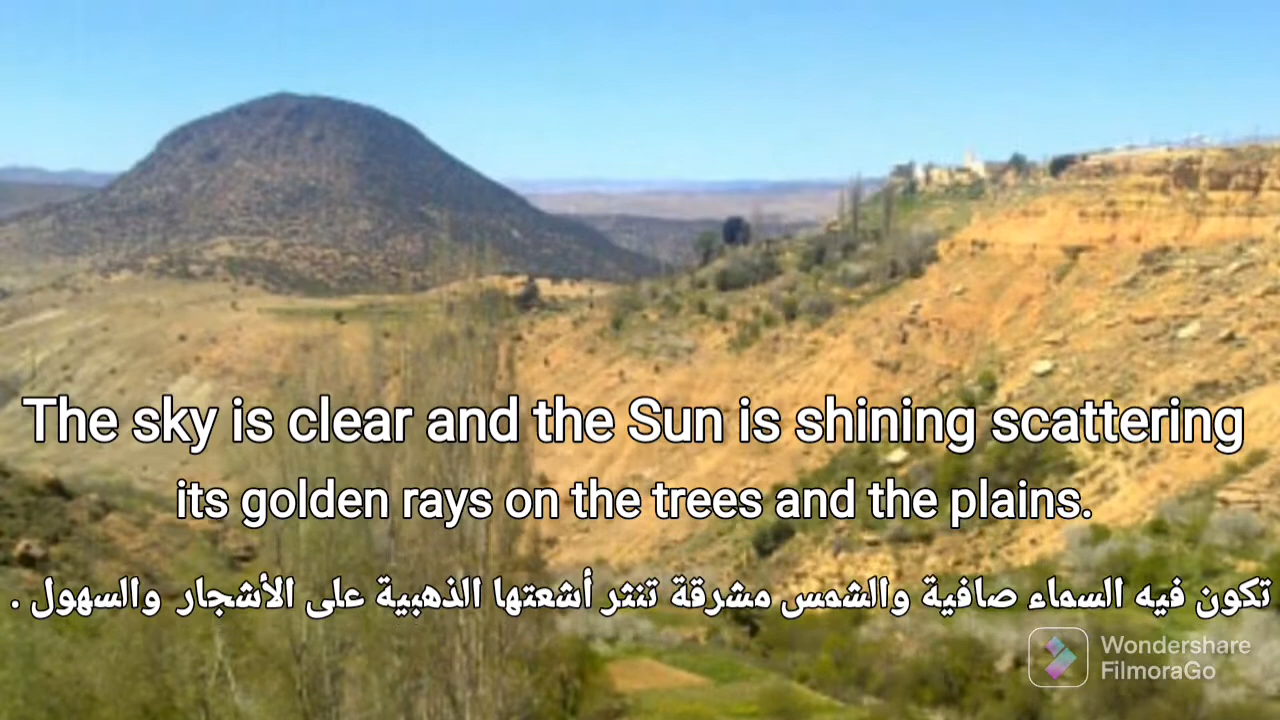 The sky is clear and the Sun is shining scattering
its golden rays on the trees and the plains.
تكون فيه السماء صافية والشمس مشرقة تنثر أشعتها الذهبية على الأشجار والسهول .
Wondershare
FilmoraGo